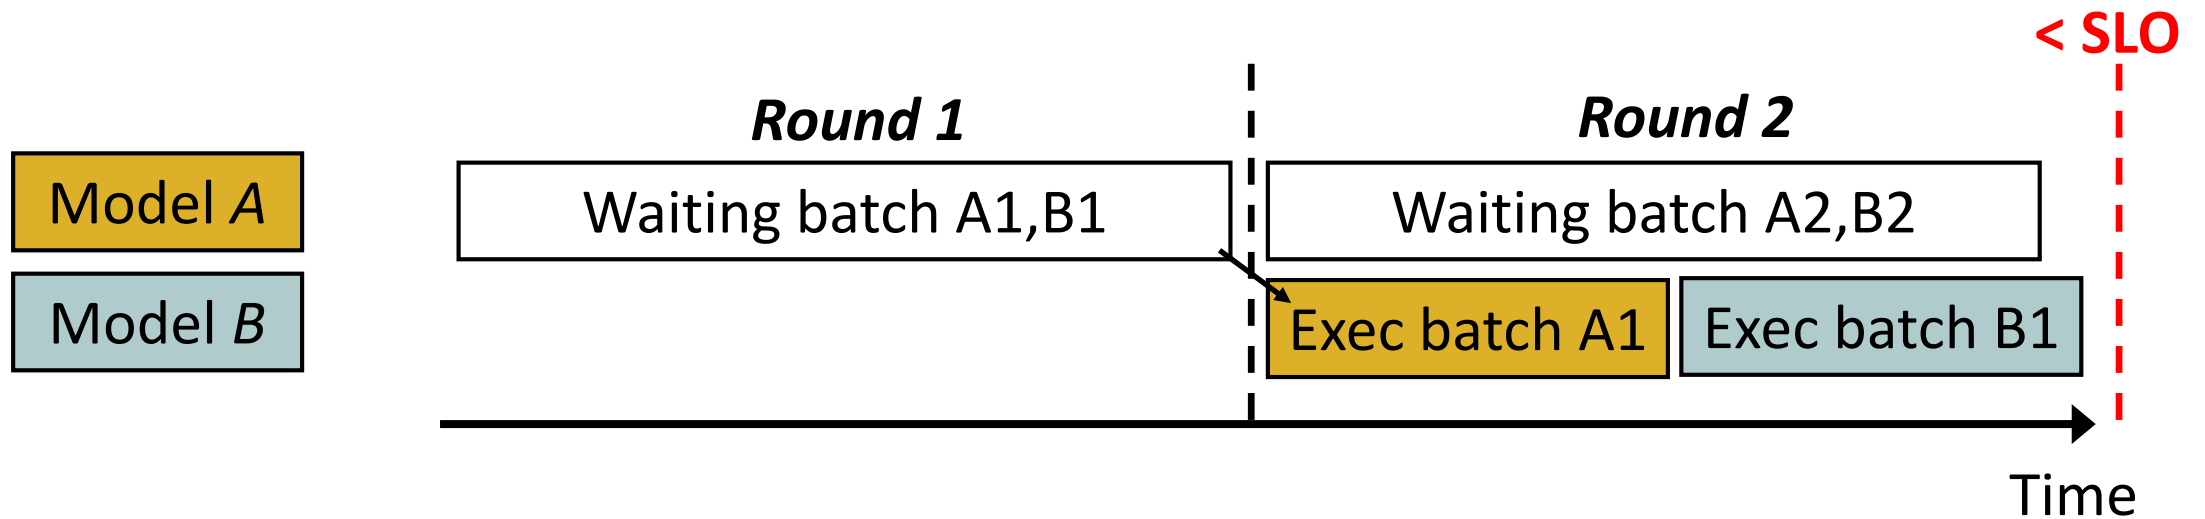 < SLO
Round 1
Round 2
Model A
Waiting batch A1,B1
Waiting batch A2,B2
Model B
Exec batch A1
Exec batch B1
Time